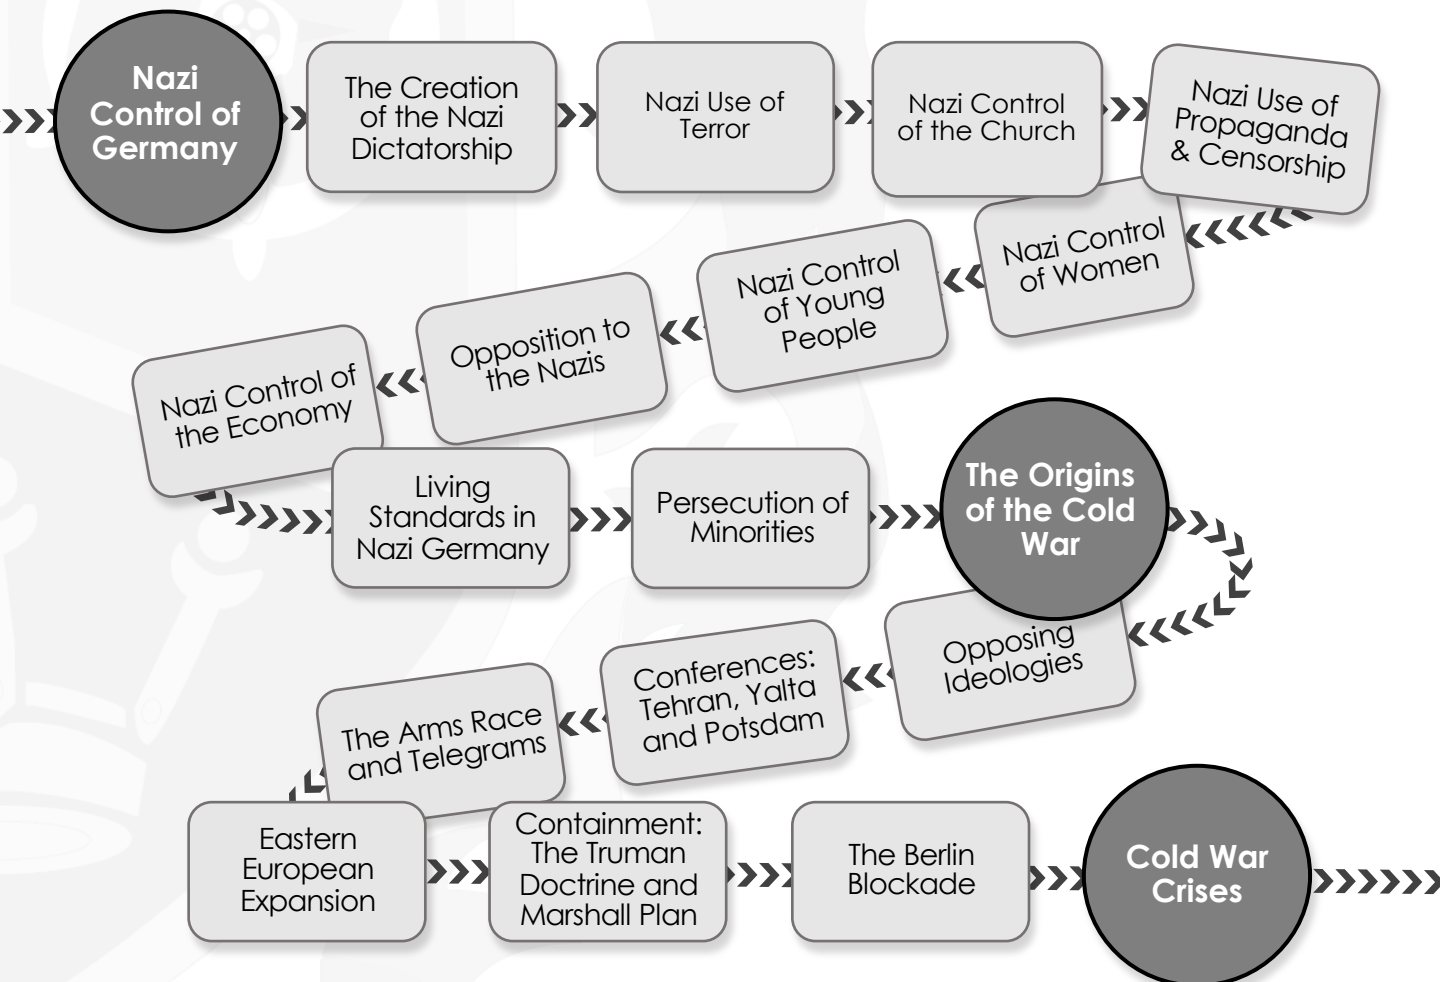 Nazi
Control of
Germany
The Creation
of the Nazi
Dictatorship
Nazi Use of
Terror
Nazi Control
of the Church
Nazi Use of
Propaganda
& Censorship
Nazi Control
of Women
Nazi Control
of Young
People
Opposition to
the Nazis
Nazi Control of
the Economy
Living
Standards in
Nazi Germany
Persecution of
Minorities
The Origins
of the Cold
War
Opposing
Ideologies
Conferences:
Tehran, Yalta
and Potsdam
The Arms Race
and Telegrams
Eastern
European
Expansion
Containment:
The Truman
Doctrine and
Marshall Plan
The Berlin
Blockade
Cold War
Crises